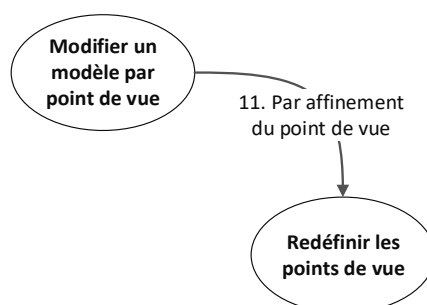 Modifier un
modèle par
point de vue
11. Par affinement
du point de vue
Redéfinir les
points de vue